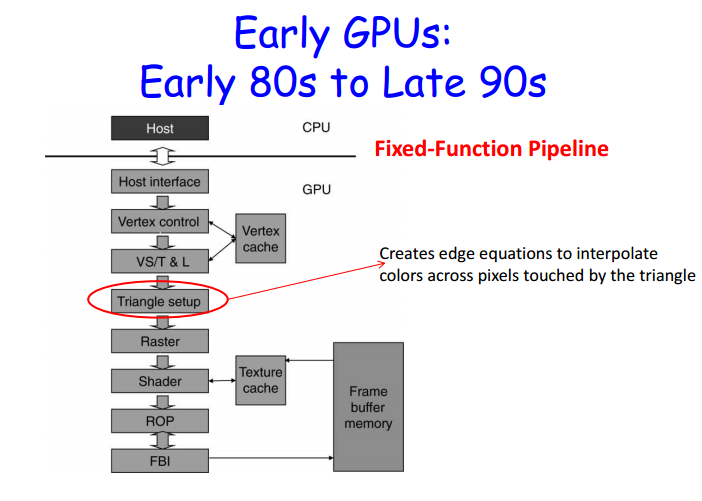 Early GPUs:
Early 80s to Late 90s
Host
CPU
Fixed-Function Pipeline
Host interface
GPU
Vertex control
Vertex
cache
VS/T & L
Creates edge equations to interpolate
colors across pixels touched by the triangle
Triangle setup
Raster
Shader
Texture
cache
Frame
buffer
memory
ROP
FBI